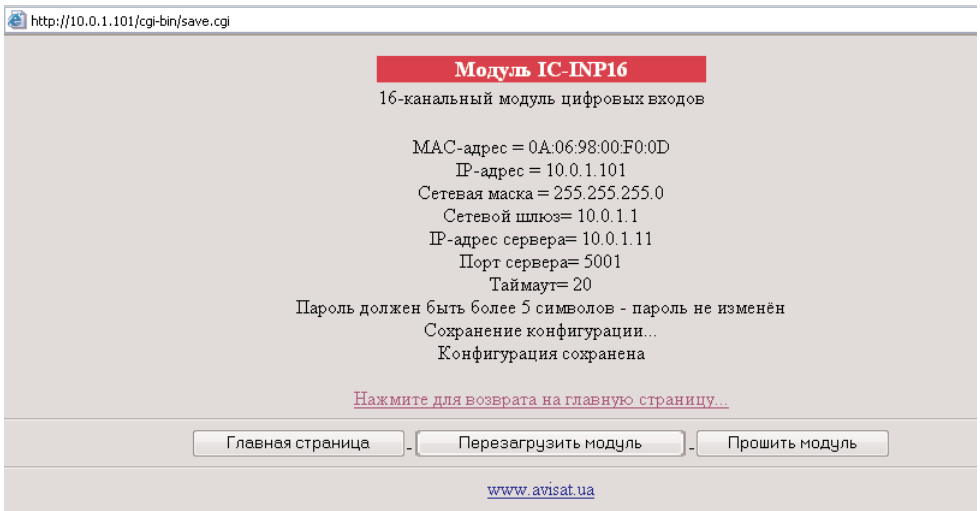 http://10.0.1.101/cgi-bin/save.cgi
Модуль IC-INP16
16-канальный модуль цифровых входов
MAC-адрес = 0A:06:98:00:F0:0D
IP-адрес = 10.0.1.101
Сетевая маска = 255.255.255.0
Сетевой шлюз= 10.0.1.1
IP-адрес сервера= 10.0.1.11
Порт сервера= 5001
Таймаут= 20
Пароль должен быть более 5 символов - пароль не изменён
Сохранение конфигурации...
Конфигурация сохранена
Нажмите для возврата на главную страницу...
Главная страница - Перезагрузить модуль - Прошить модуль
www.avisat.ua